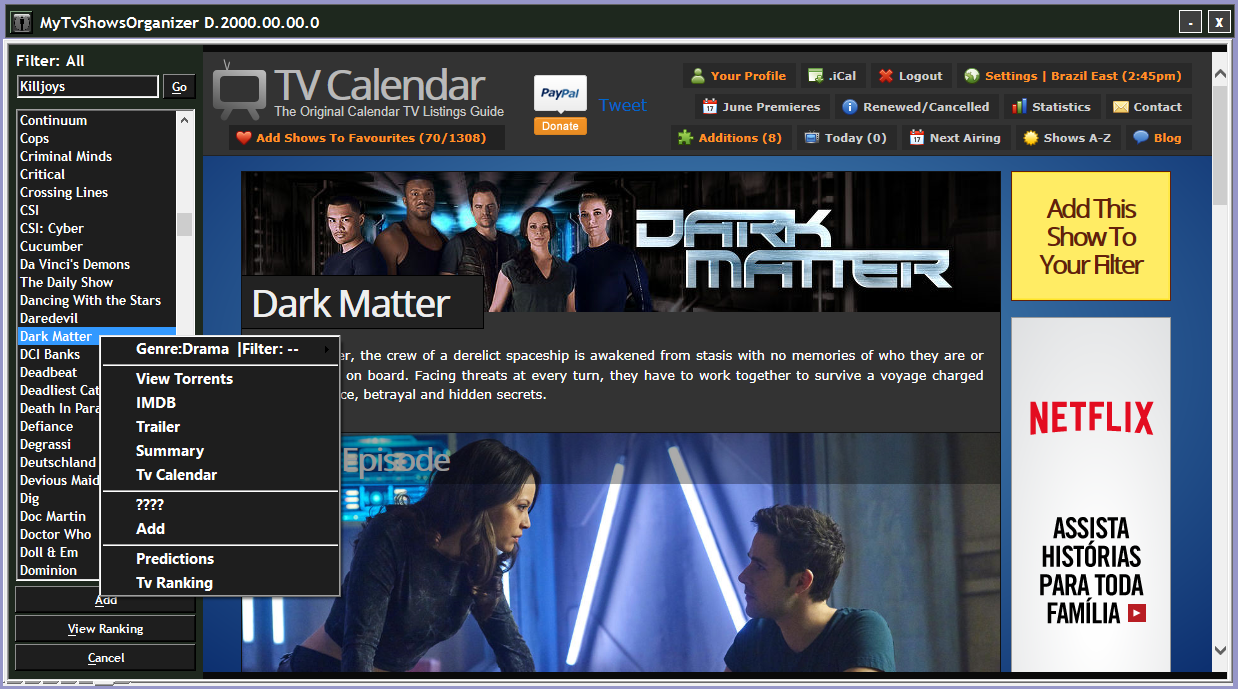 MyTvShowsOrganizer D.2000.00.00.0
- x
Filter: All
Killjoys Go
Continuum
Cops
Criminal Minds
Critical
Crossing Lines
CSI
CSI: Cyber
Cucumber
Da Vinci's Demons
The Daily Show
Dancing With the Stars
Daredevil
Dark Matter
DCI Banks
Deadbeat
Deadliest Cat
Death In Para
Defiance
Degrassi
Deutschland
Devious Maid
Dig
Doc Martin
Doctor Who
Doll & Em
Dominion
Add
View Ranking
Cancel
Genre:Drama |Filter: --
View Torrents
IMDB
Trailer
Summary
Tv Calendar
????
Add
Predictions
Tv Ranking
TV Calendar
The Original Calendar TV Listings Guide
Add Shows To Favourites (70/1308)
PayPal
Donate
Tweet
Your Profile .iCal Logout Settings | Brazil East (2:45pm)
17 June Premieres Renewed/Cancelled Statistics Contact
Additions (8) Today (0) 17 Next Airing Shows A-Z Blog
DARK
MATTER
Dark Matter
er, the crew of a derelict spaceship is awakened from stasis with no memories of who they are or
on board. Facing threats at every turn, they have to work together to survive a voyage charged
ce, betrayal and hidden secrets.
Episode
Add This
Show To
Your Filter
NETFLIX
ASSISTA
HISTÓRIAS
PARA TODA
FAMÍLIA